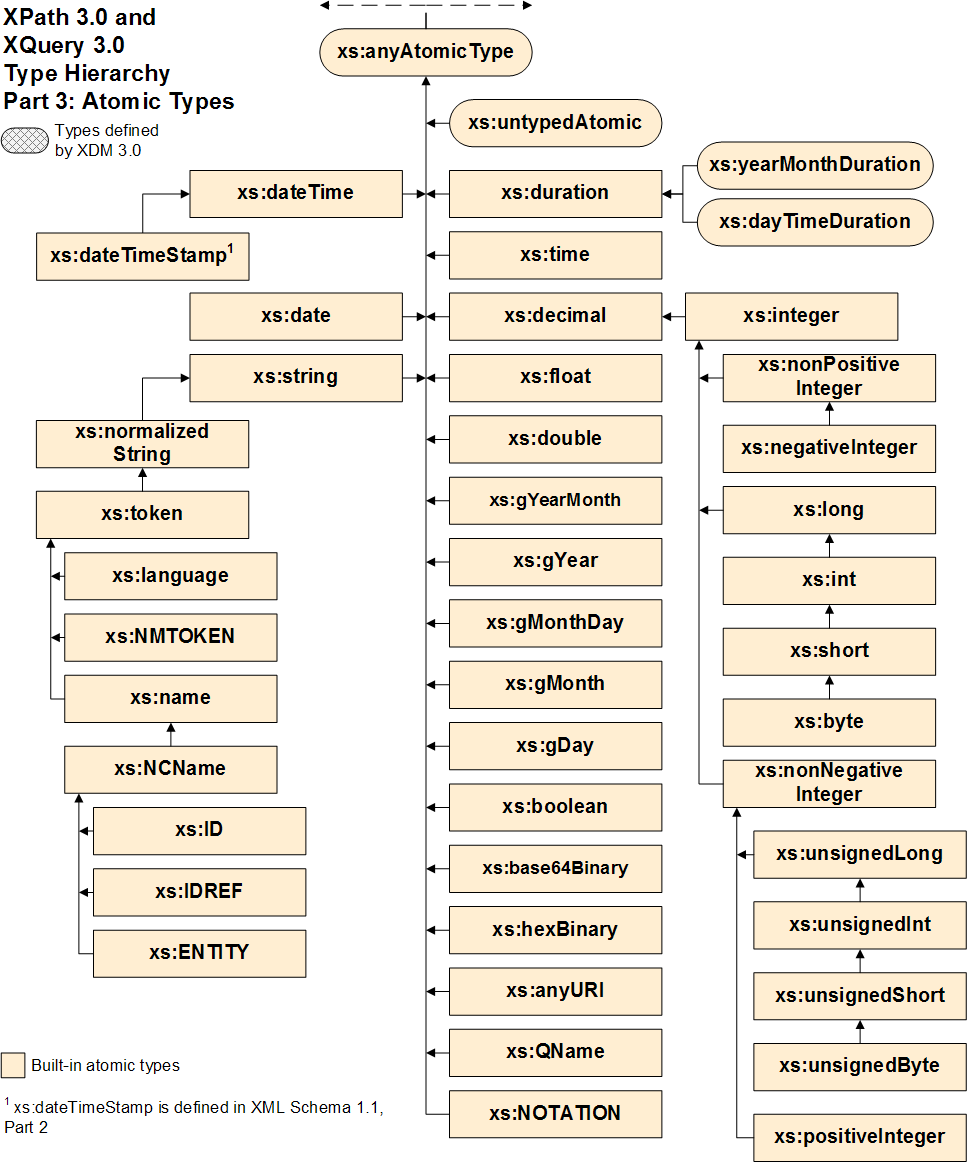 XPath 3.0 and
XQuery 3.0
Type Hierarchy
Part 3: Atomic Types
Types defined
by XDM 3.0
xs:anyAtomicType
xs:untypedAtomic
xs:dateTime
xs:duration
xs:yearMonthDuration
xs:dayTimeDuration
xs:dateTimeStamp1
xs:time
xs:date
xs:decimal
xs:integer
xs:string
xs:float
xs:nonPositive
Integer
xs:normalized
String
xs:double
xs:negativeInteger
xs:token
xs:gYearMonth
xs:long
xs:language
xs:gYear
xs:int
xs:NMTOKEN
xs:gMonthDay
xs:short
xs:name
xs:gMonth
xs:byte
xs:NCName
xs:gDay
xs:nonNegative
Integer
xs:ID
xs:boolean
xs:unsignedLong
xs:IDREF
xs:base64Binary
xs:unsignedInt
xs:ENTITY
xs:hexBinary
xs:unsignedShort
xs:anyURI
xs:QName
xs:unsignedByte
xs:NOTATION
xs:positiveInteger
Built-in atomic types
1 xs:dateTimeStamp is defined in XML Schema 1.1,
Part 2